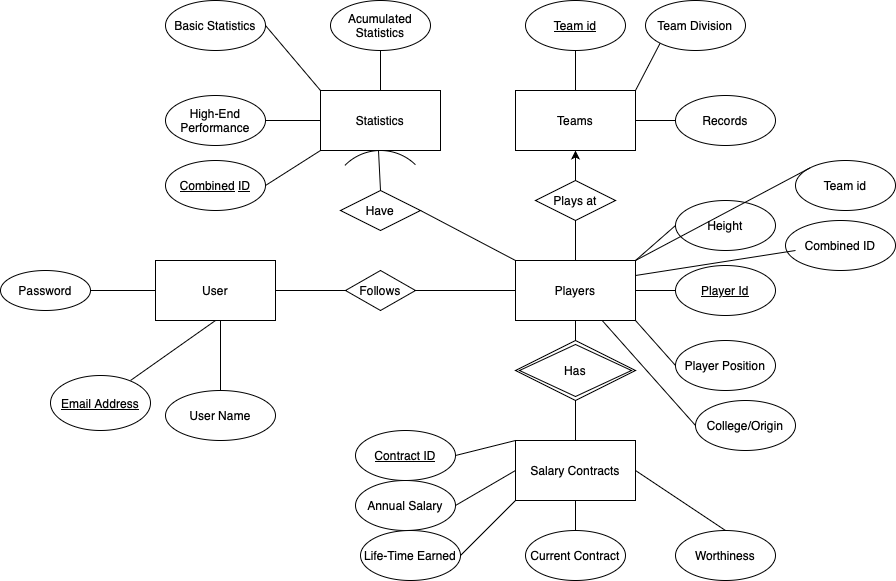 Basic Statistics
Acumulated
Statistics
Team id
Team Division
High-End
Performance
Statistics
Teams
Records
Combined ID
Have
Plays at
Team id
Height
Combined ID
Password
User
Follows
Players
Player Id
Email Address
User Name
Has
Player Position
College/Origin
Contract ID
Annual Salary
Salary Contracts
Life-Time Earned
Current Contract
Worthiness